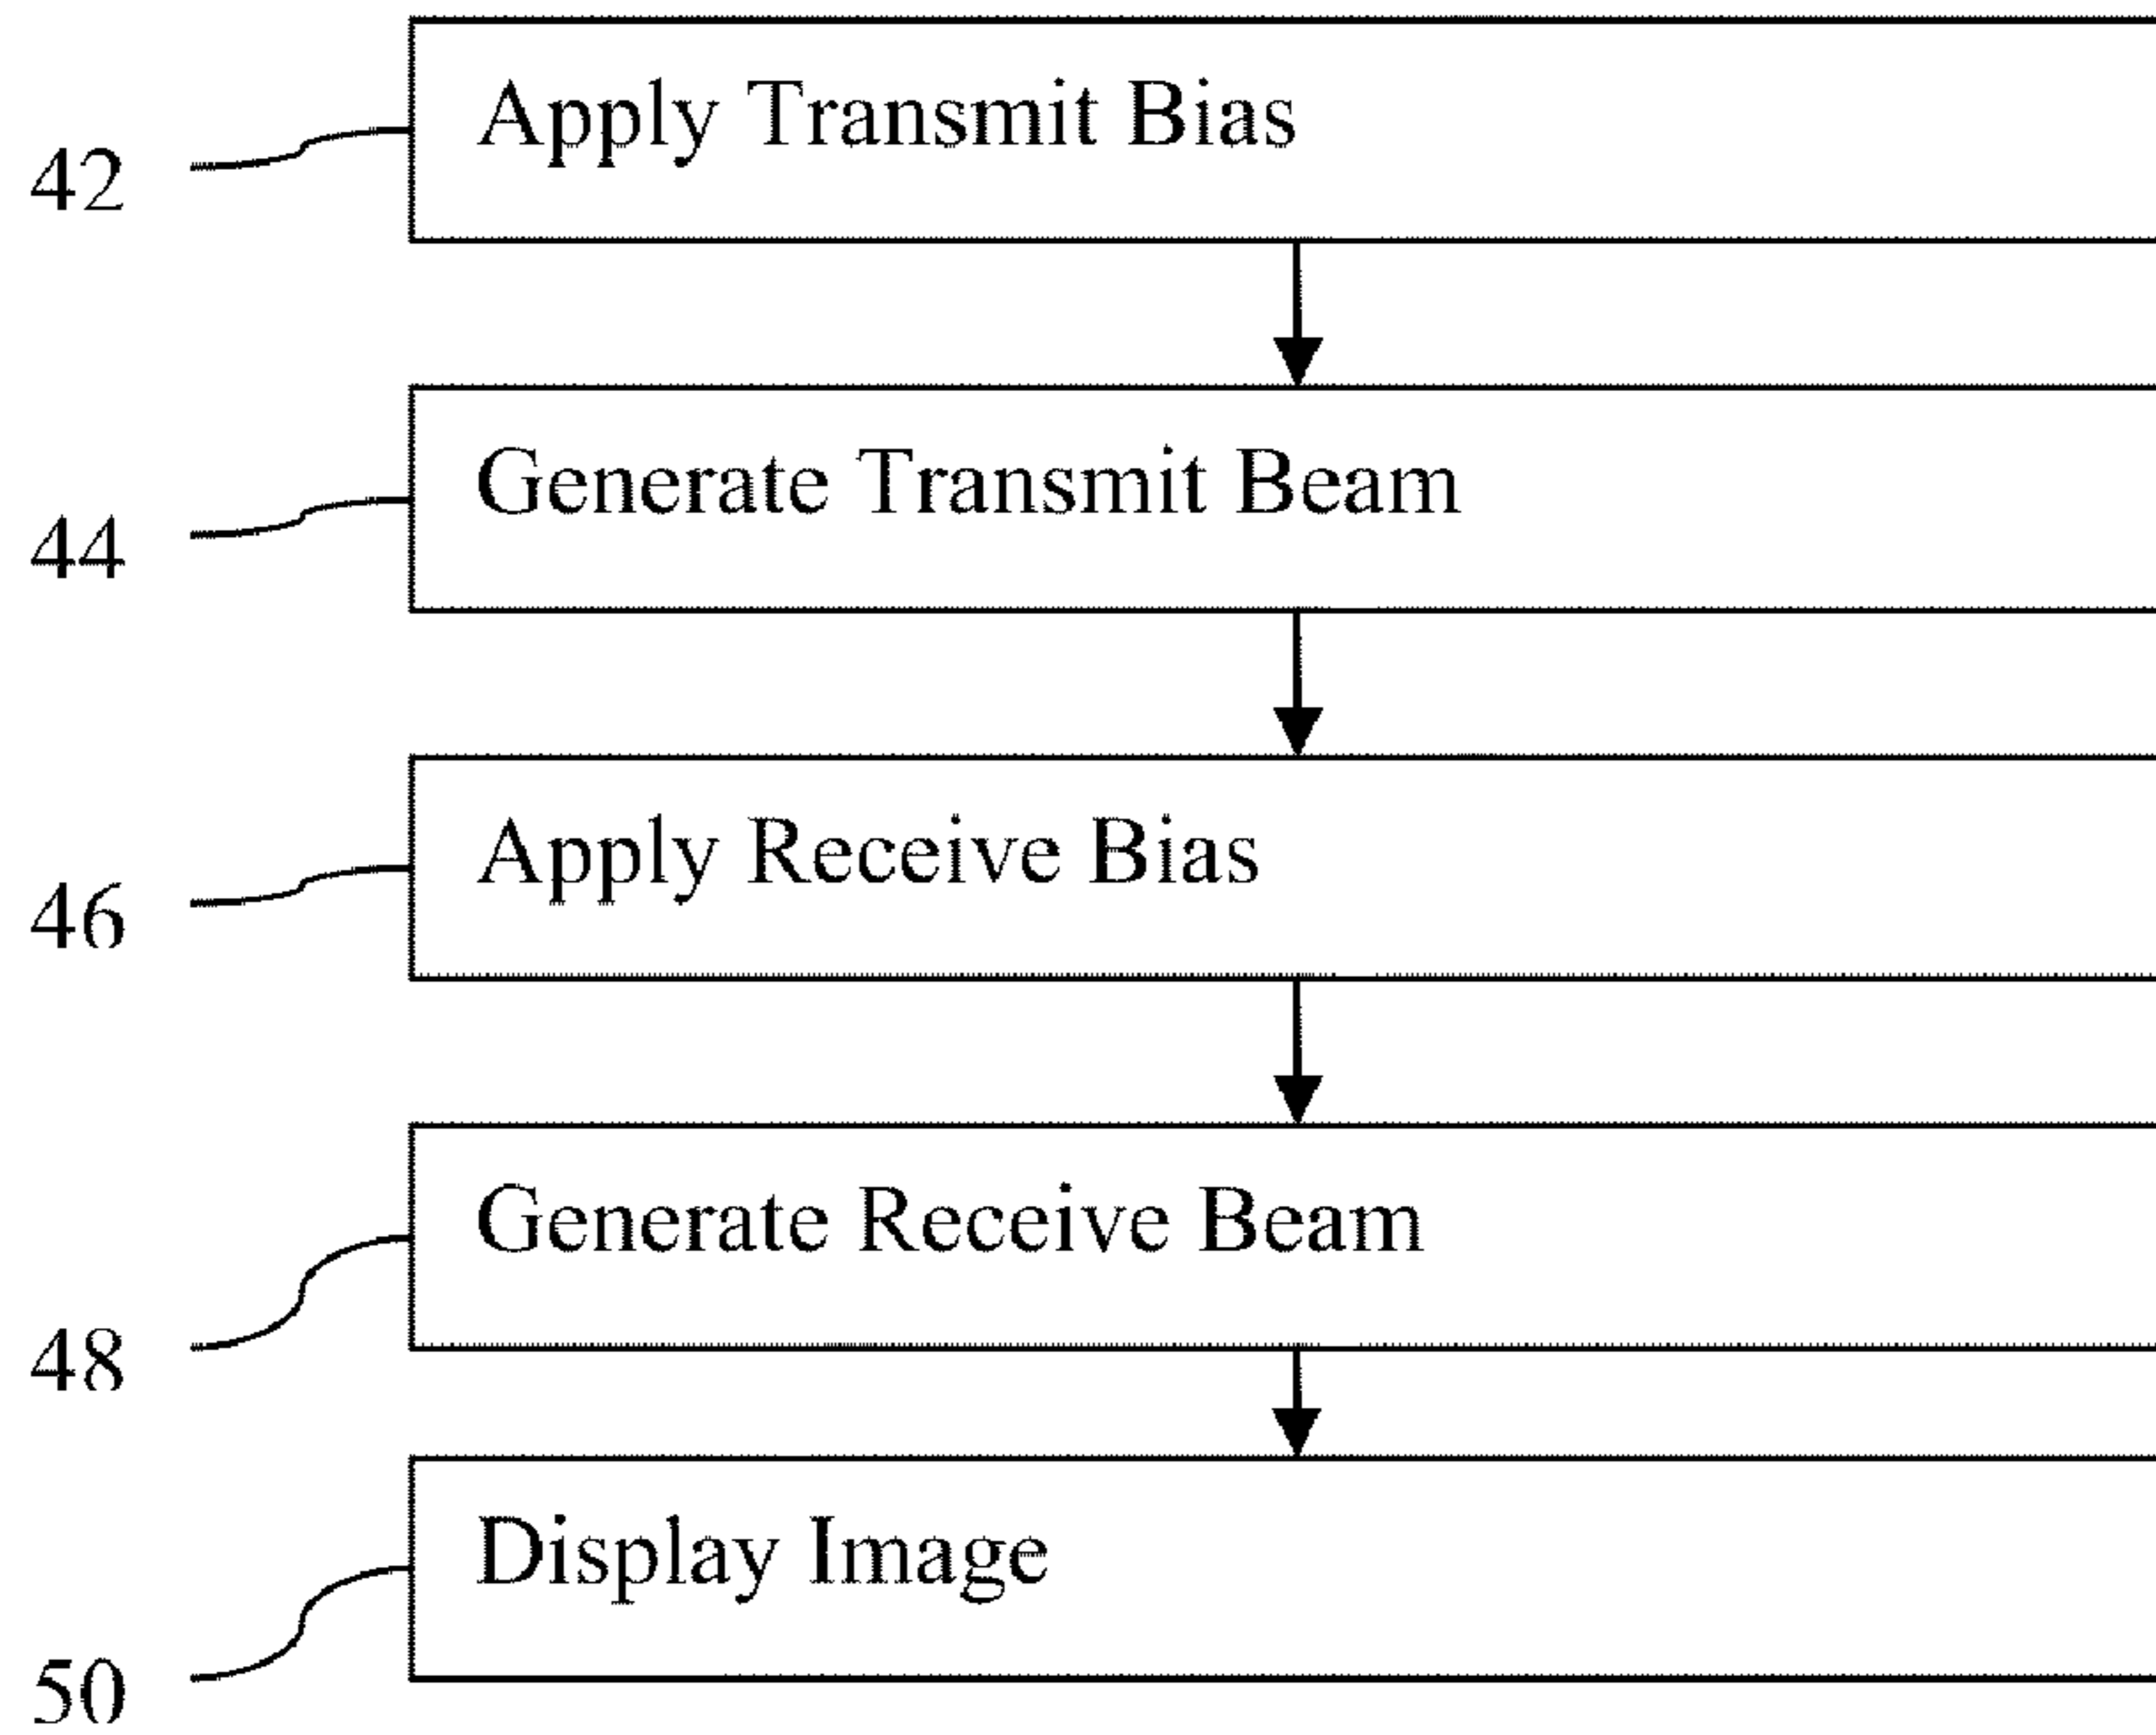 Apply Transmit Bias
42
Generate Transmit Beam
44
Apply Receive Bias
46
Generate Receive Beam
48
Display Image
50